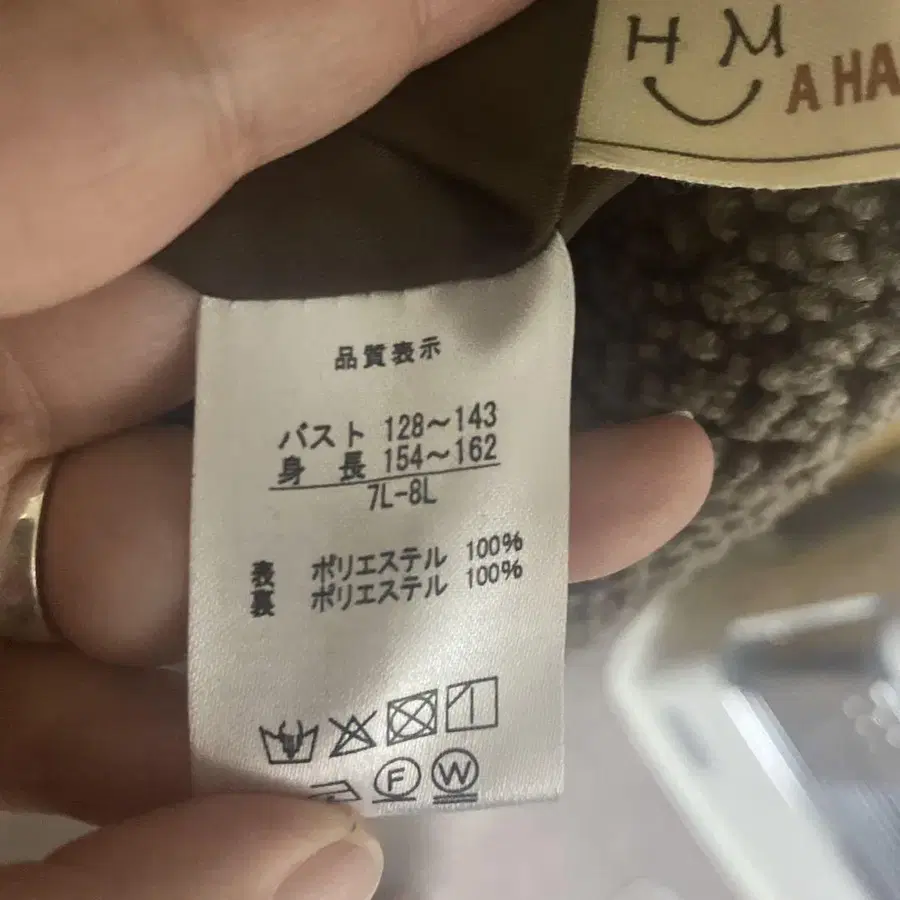 H M
A HA
品質表示
バスト 128～143
身 長 154～162
7L-8L
表 ポリエステル 100%
裏 ポリエステル 100%
F W